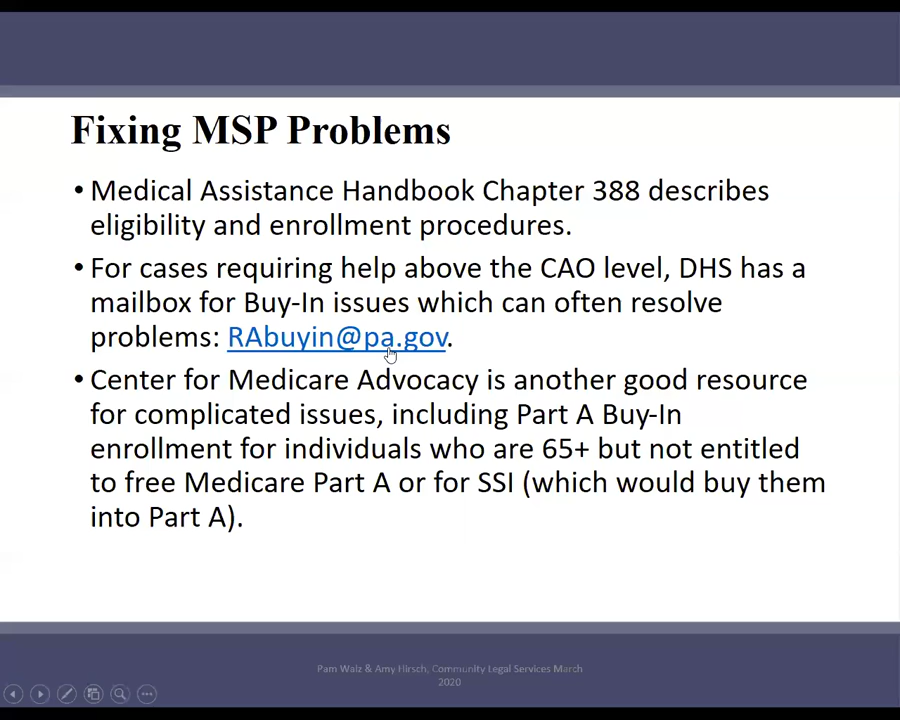 Fixing MSP Problems
• Medical Assistance Handbook Chapter 388 describes
eligibility and enrollment procedures.
• For cases requiring help above the CAO level, DHS has a
mailbox for Buy-In issues which can often resolve
problems: RAbuyin@pa.gov.
• Center for Medicare Advocacy is another good resource
for complicated issues, including Part A Buy-In
enrollment for individuals who are 65+ but not entitled
to free Medicare Part A or for SSI (which would buy them
into Part A).
Pam Walz & Amy Hirsch, Community Legal Services March
2020